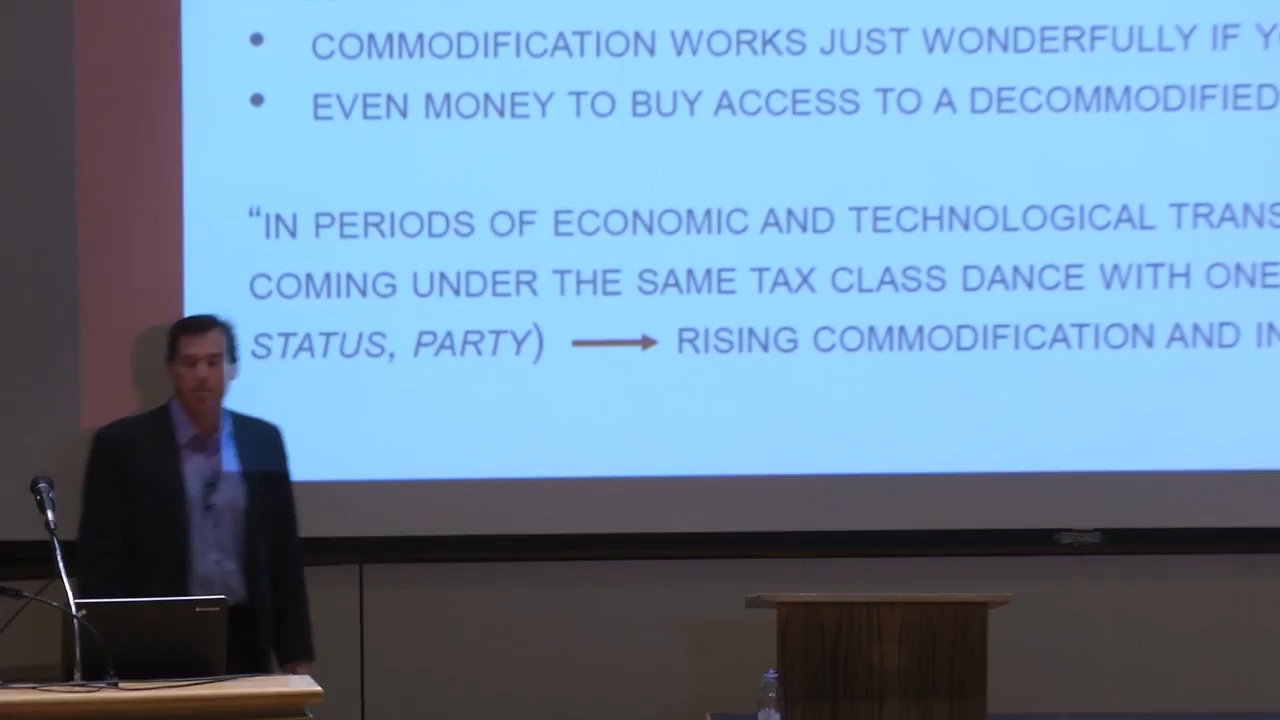 • COMMODIFICATION WORKS JUST WONDERFULLY IF
• EVEN MONEY TO BUY ACCESS TO A DECOMMODIFIED
“IN PERIODS OF ECONOMIC AND TECHNOLOGICAL TRANS
COMING UNDER THE SAME TAX CLASS DANCE WITH ONE
STATUS, PARTY) → RISING COMMODIFICATION AND IN